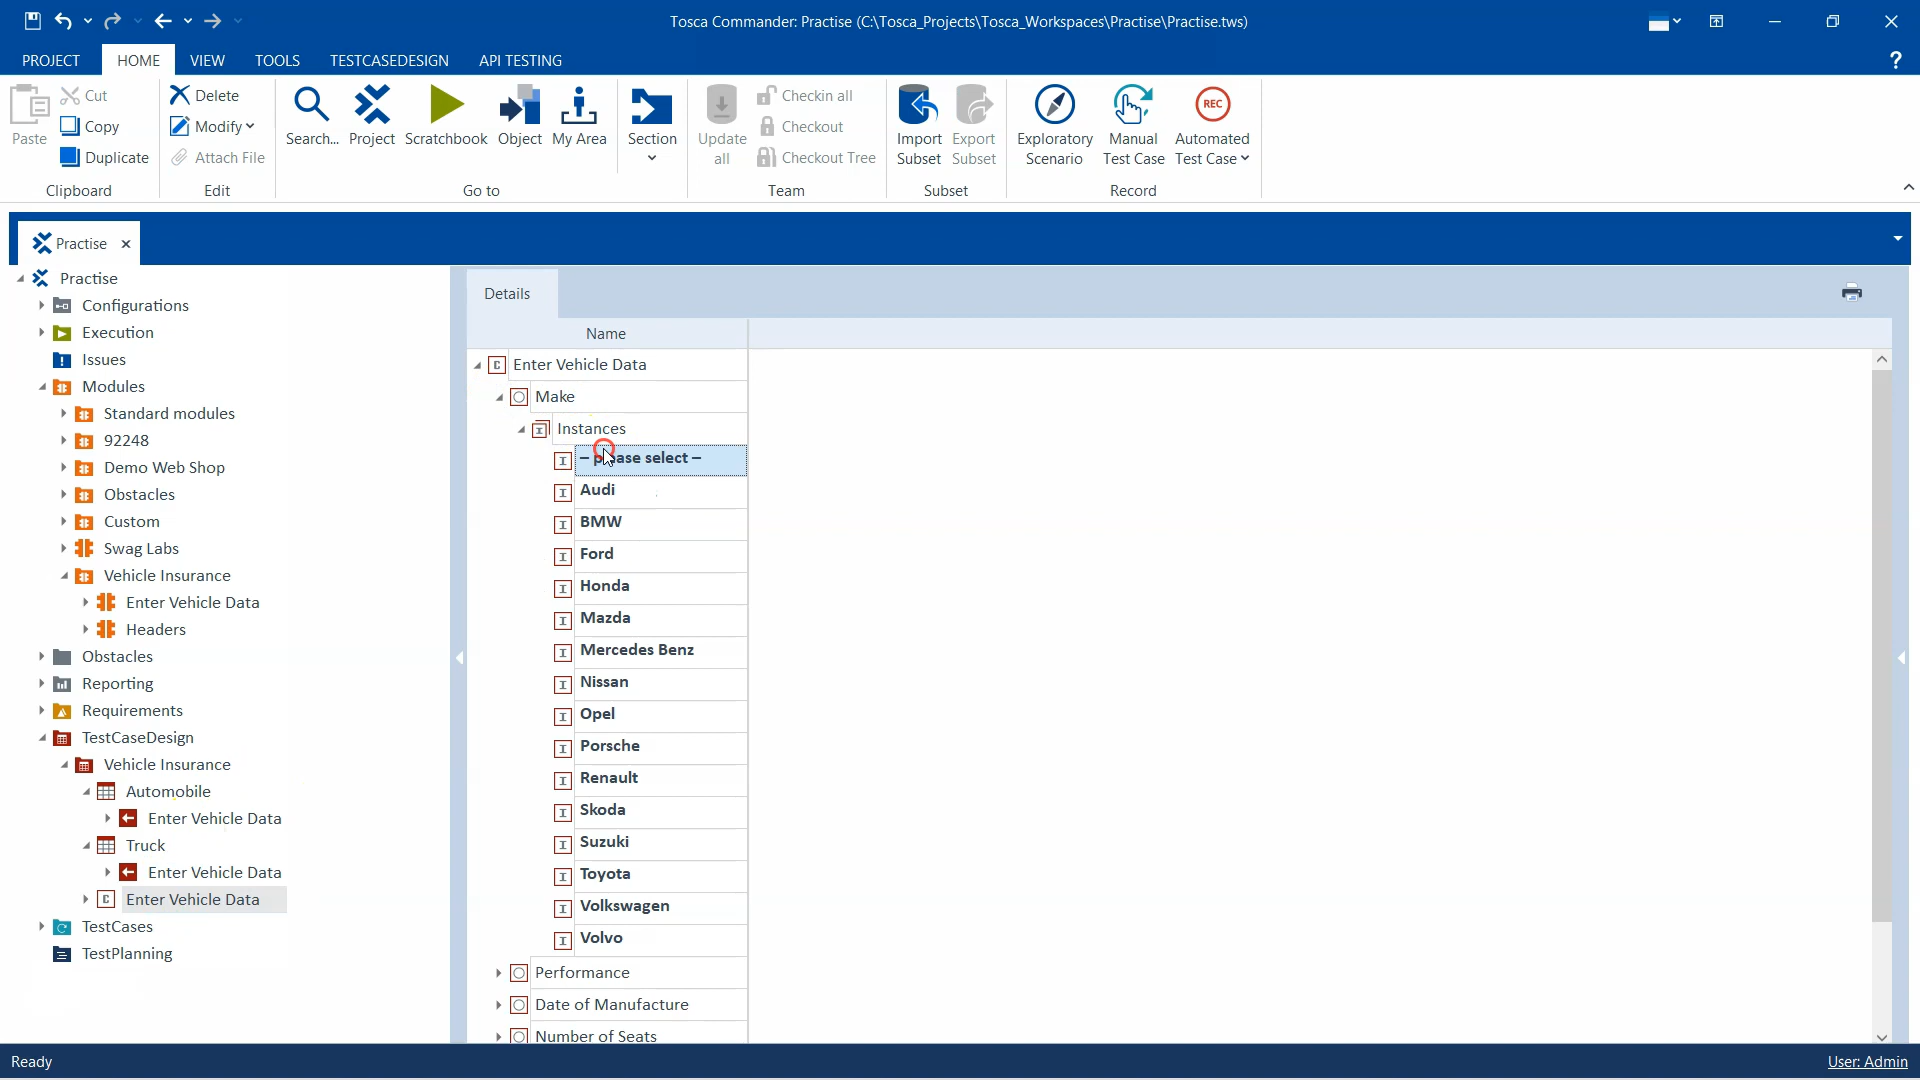 Tosca Commander: Practise (C:\Tosca_Projects\Tosca_Workspaces\Practise\Practise.tws)
PROJECT HOME VIEW TOOLS TESTCASEDESIGN API TESTING ?
Paste
Cut
Copy
Duplicate
Clipboard
Delete
Modify
Attach File
Edit
Search... Project Scratchbook Object My Area Section
Go to
Update all
Checkin all
Checkout
Checkout Tree
Team
Import Subset
Export Subset
Subset
Exploratory Scenario
Manual Test Case
REC
Automated Test Case
Record
Practise
Practise
Configurations
Execution
Issues
Modules
Standard modules
92248
Demo Web Shop
Obstacles
Custom
Swag Labs
Vehicle Insurance
Enter Vehicle Data
Headers
Obstacles
Reporting
Requirements
TestCaseDesign
Vehicle Insurance
Automobile
Enter Vehicle Data
Truck
Enter Vehicle Data
Enter Vehicle Data
TestCases
TestPlanning
Details
Name
Enter Vehicle Data
Make
Instances
– please select –
Audi
BMW
Ford
Honda
Mazda
Mercedes Benz
Nissan
Opel
Porsche
Renault
Skoda
Suzuki
Toyota
Volkswagen
Volvo
Performance
Date of Manufacture
Number of Seats
Ready
User: Admin